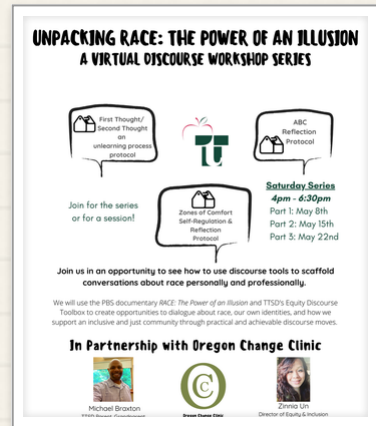 UNPACKING RACE: THE POWER OF AN ILLUSION
A VIRTUAL DISCOURSE WORKSHOP SERIES
First Thought/
Second Thought
an
unlearning process
protocol
ABC
Reflection
Protocol
Join for the series
or for a session!
Zones of Comfort
Self-Regulation &
Reflection
Protocol
Saturday Series
4pm - 6:30pm
Part 1: May 8th
Part 2: May 15th
Part 3: May 22nd
Join us in an opportunity to see how to use discourse tools to scaffold
conversations about race personally and professionally.
We will use the PBS documentary RACE: The Power of an Illusion and TTSD's Equity Discourse
Toolbox to create opportunities to dialogue about race, our own identities, and how we
support an inclusive and just community through practical and achievable discourse moves.
In Partnership with Oregon Change Clinic
Michael Braxton
Zinnia Un
Oregon Change Clinic
Director of Equity & Inclusion